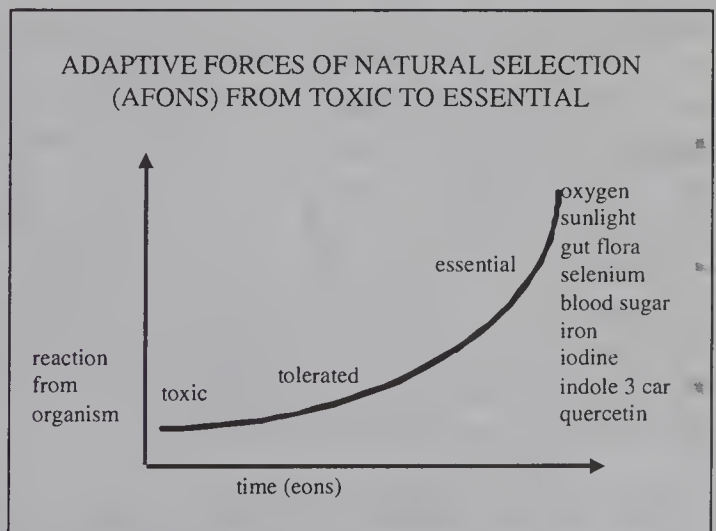 ADAPTIVE FORCES OF NATURAL SELECTION
(AFONS) FROM TOXIC TO ESSENTIAL
oxygen
sunlight
gut flora
essential
selenium
blood sugar
iron
iodine
indole 3 car
quercetin
tolerated
toxic
reaction
from
organism
time (eons)